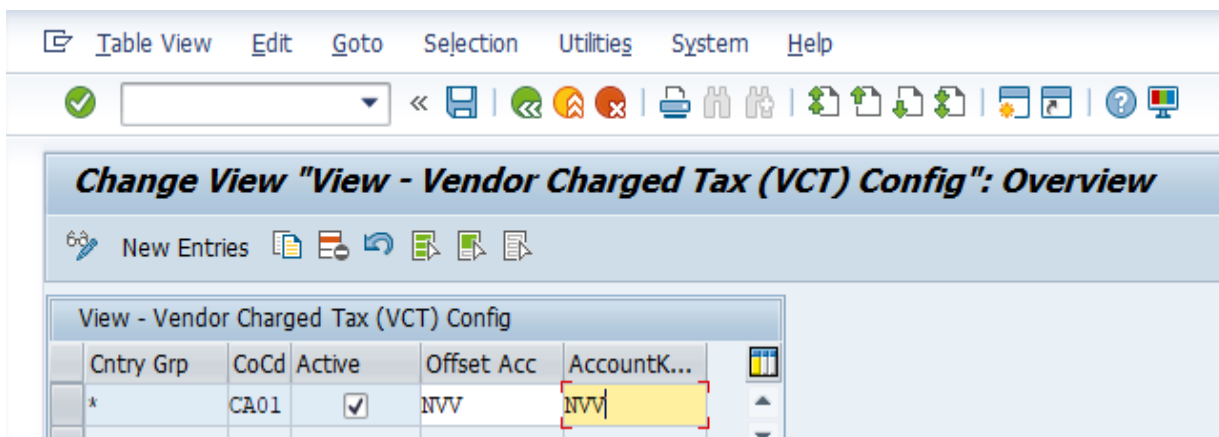 Table View Edit Goto Selection Utilities System Help
Change View "View - Vendor Charged Tax (VCT) Config": Overview
New Entries
View - Vendor Charged Tax (VCT) Config
Cntry Grp CoCd Active Offset Acc AccountK...
* CA01 NVV NVV